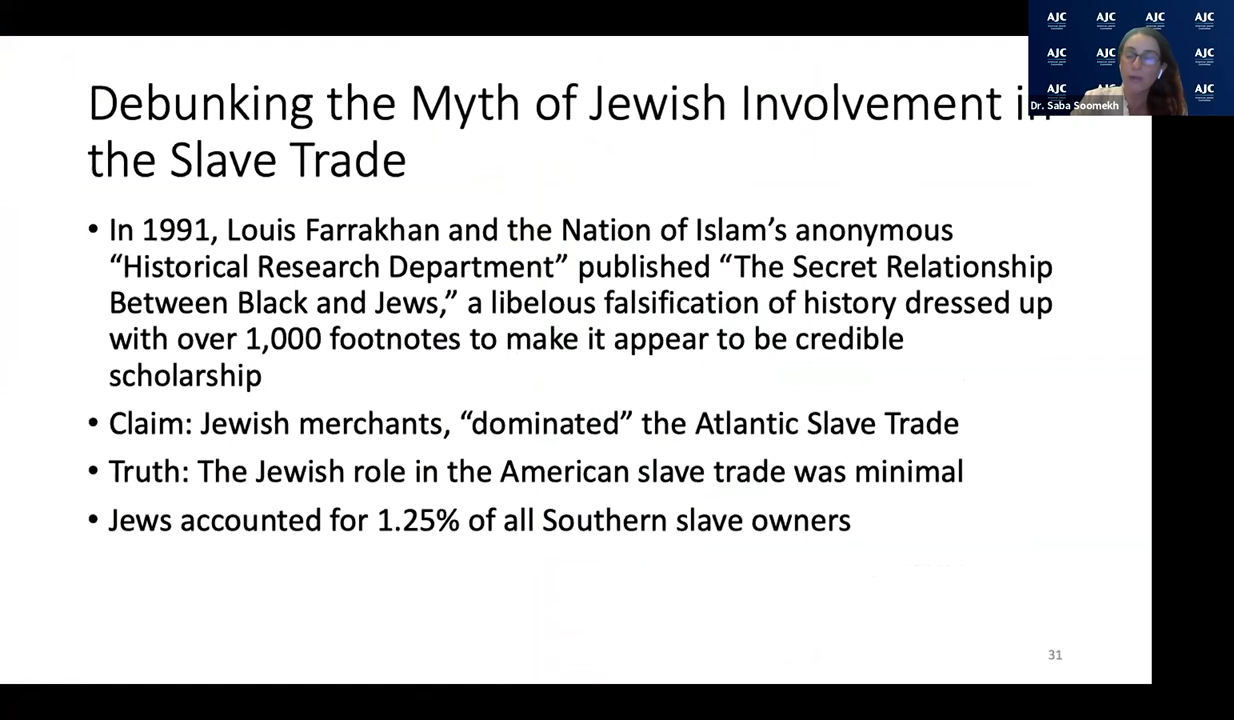 Debunking the Myth of Jewish Involvement in
the Slave Trade
• In 1991, Louis Farrakhan and the Nation of Islam's anonymous
"Historical Research Department" published "The Secret Relationship
Between Black and Jews," a libelous falsification of history dressed up
with over 1,000 footnotes to make it appear to be credible
scholarship
• Claim: Jewish merchants, "dominated" the Atlantic Slave Trade
• Truth: The Jewish role in the American slave trade was minimal
• Jews accounted for 1.25% of all Southern slave owners
31
AJC AJC AJC AJC
AJC AJC AJC
AJC AJC AJC
Dr. Saba Soomekh